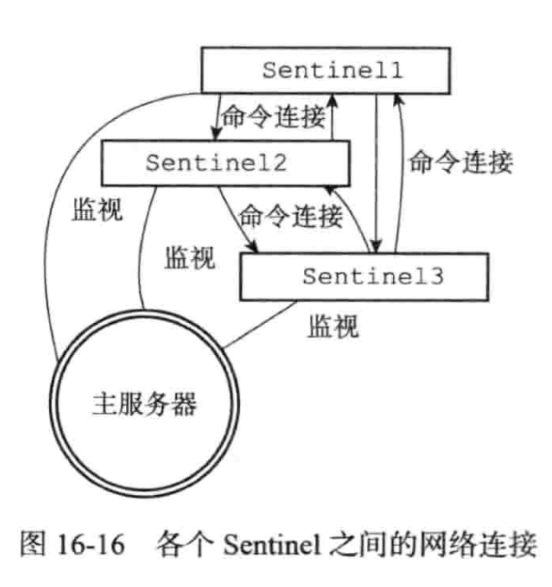 Sentinel1
命令连接
Sentinel2
命令连接
监视
命令连接
监视
Sentinel3
监视
主服务器
图 16-16 各个 Sentinel 之间的网络连接